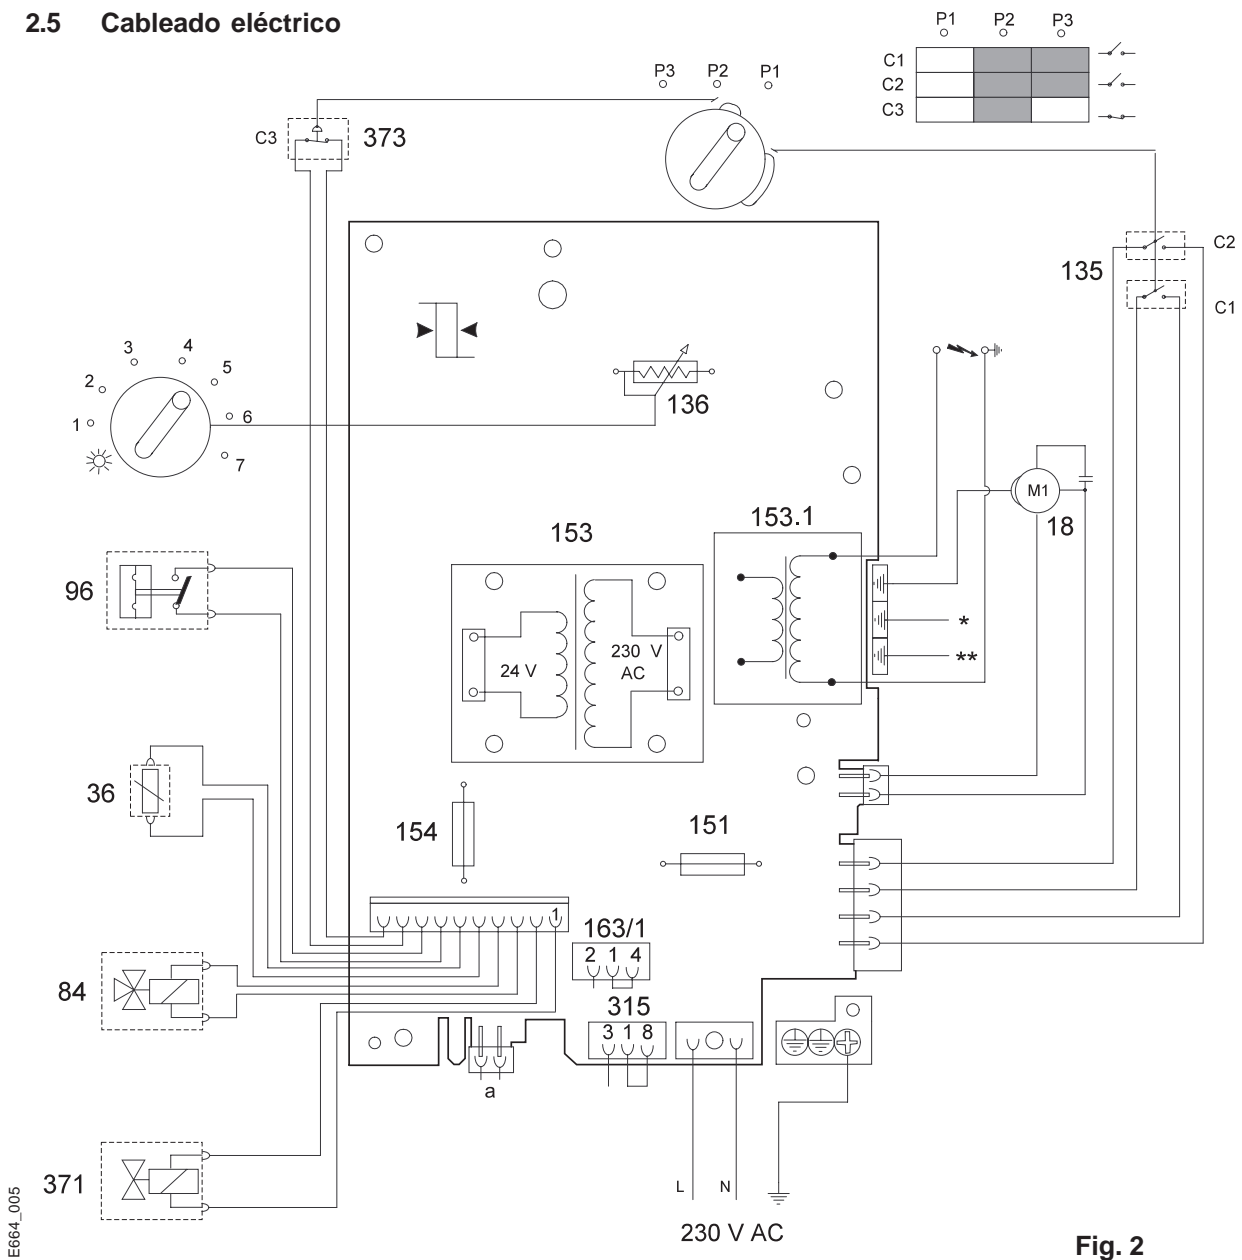 2.5 Cableado eléctrico
P1 P2 P3
C1
C2
C3
P3 P2 P1
C3 373
135 C2
C1
1 2 3 4 5 6 7
136
M1
18
153 153.1
96
24 V
230 V
AC
*
**
36
154
151
1
163/1
2 1 4
84
315
3 1 8
a
371
L N
230 V AC
E664_005
Fig. 2